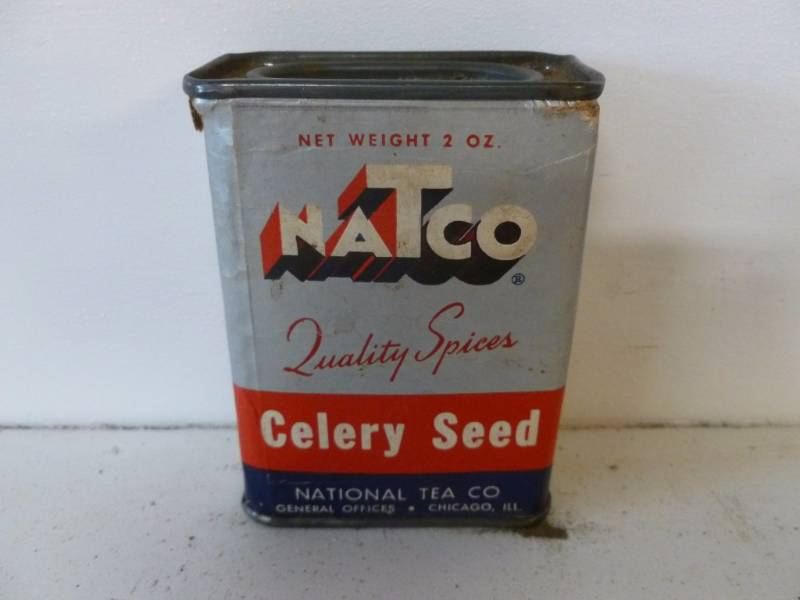 NET WEIGHT 2 OZ.
NATCO
®
Quality Spices
Celery Seed
NATIONAL TEA CO
GENERAL OFFICES • CHICAGO, ILL.